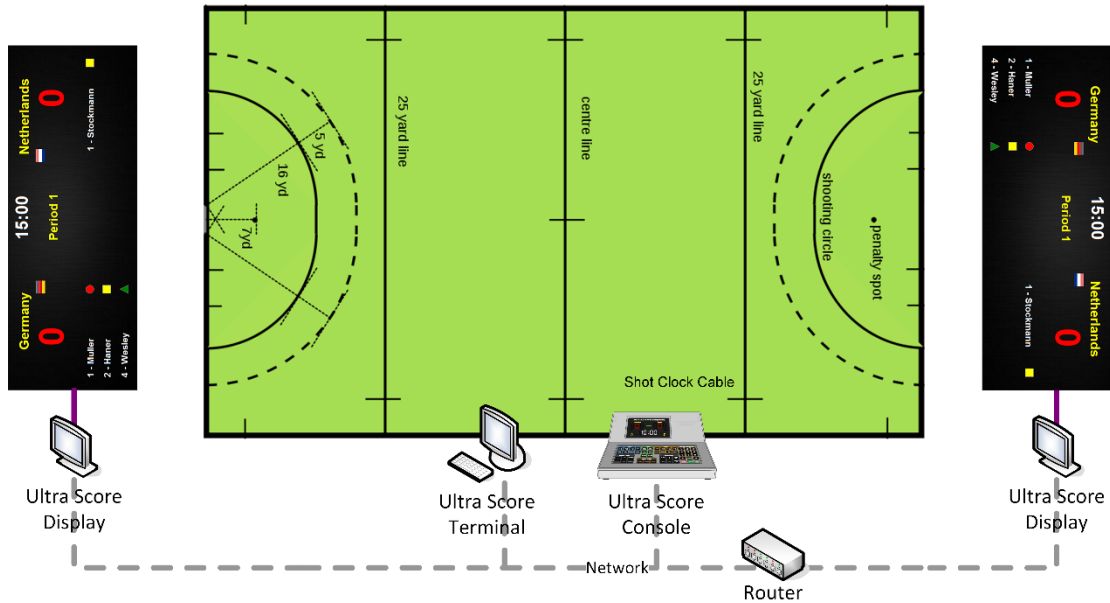 Netherlands
0
1 - Stockmann
15:00
Period 1
Germany
0
1 - Muller
2 - Haner
4 - Wesley
25 yard line
centre line
25 yard line
5 yd
16 yd
7yd
shooting circle
penalty spot
Shot Clock Cable
15:00
Germany
0
1 - Muller
2 - Haner
4 - Wesley
15:00
Period 1
Netherlands
0
1 - Stockmann
Ultra Score
Display
Ultra Score
Terminal
Ultra Score
Console
Ultra Score
Display
Network
Router